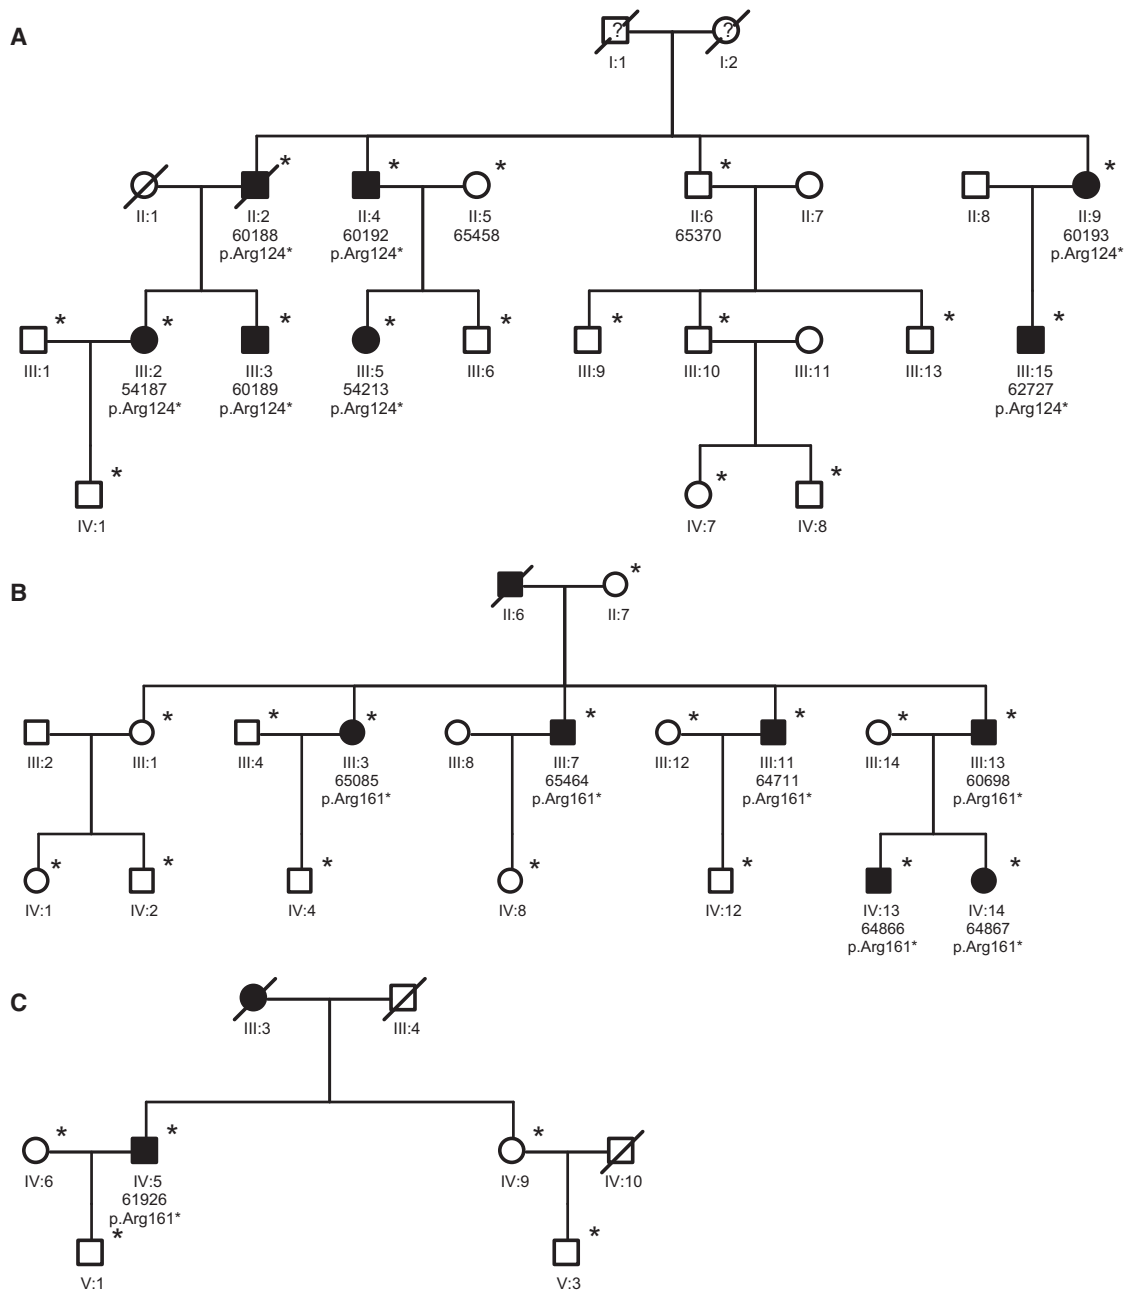 A
? ?
I:1 I:2
* * * * *
II:1 II:2 II:4 II:5 II:6 II:7 II:8 II:9
60188 60192 65458 65370 60193
p.Arg124* p.Arg124* p.Arg124*
* * * * * * * * *
III:1 III:2 III:3 III:5 III:6 III:9 III:10 III:11 III:13 III:15
54187 60189 54213 62727
p.Arg124* p.Arg124* p.Arg124* p.Arg124*
* * *
IV:1 IV:7 IV:8
B
*
II:6 II:7
* * * * * * * *
III:2 III:1 III:4 III:3 III:8 III:7 III:12 III:11 III:14 III:13
65085 65464 64711 60698
p.Arg161* p.Arg161* p.Arg161* p.Arg161*
* * * * * * *
IV:1 IV:2 IV:4 IV:8 IV:12 IV:13 IV:14
64866 64867
p.Arg161* p.Arg161*
C
III:3 III:4
* * *
IV:6 IV:5 IV:9 IV:10
61926
p.Arg161*
* *
V:1 V:3